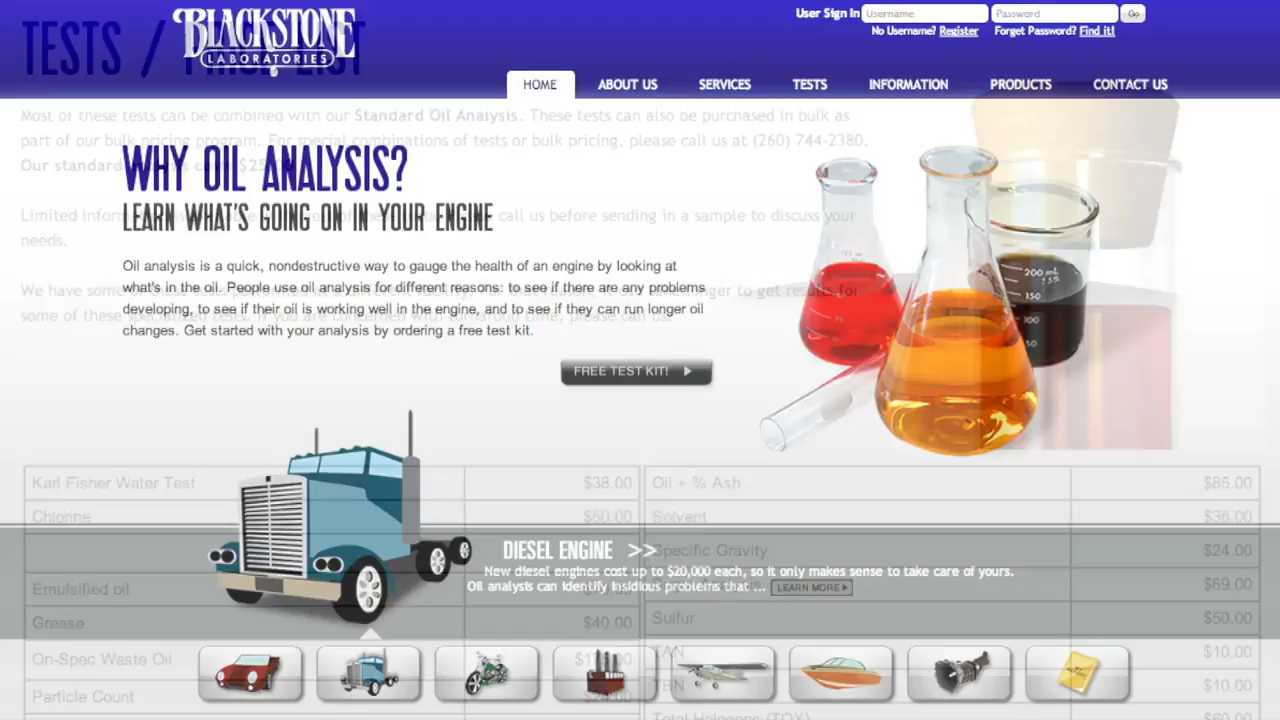 TESTS / PRICE LIST
BLACKSTONE
LABORATORIES
User Sign In Username Password Go
No Username? Register Forgot Password? Find it!
HOME ABOUT US SERVICES TESTS INFORMATION PRODUCTS CONTACT US
Most of these tests can be combined with our Standard Oil Analysis. These tests can also be purchased in bulk as
part of our bulk pricing program. For special combinations of tests or bulk pricing, please call us at (260) 744-2380.
Our standard
WHY OIL ANALYSIS?
LEARN WHAT'S GOING ON IN YOUR ENGINE
Limited call us before sending in a sample to discuss your
needs.
Oil analysis is a quick, nondestructive way to gauge the health of an engine by looking at
what's in the oil. People use oil analysis for different reasons: to see if there are any problems
developing, to see if their oil is working well in the engine, and to see if they can run longer oil
changes. Get started with your analysis by ordering a free test kit.
We have some to get results for
some of these
FREE TEST KIT!
200 mL
150
100
50
Karl Fisher Water Test $38.00 Oil + % Ash $85.00
Chlorine $50.00 Solvent $36.00
Specific Gravity $24.00
DIESEL ENGINE >>
New diesel engines cost up to $20,000 each, so it only makes sense to take care of yours.
Oil analysis can identify insidious problems that ... LEARN MORE
Emulsified oil $69.00
Grease $40.00 Sulfur $50.00
On-Spec Waste Oil TAN $10.00
Particle Count TBN $10.00
Total Halogens (TOX) $60.00